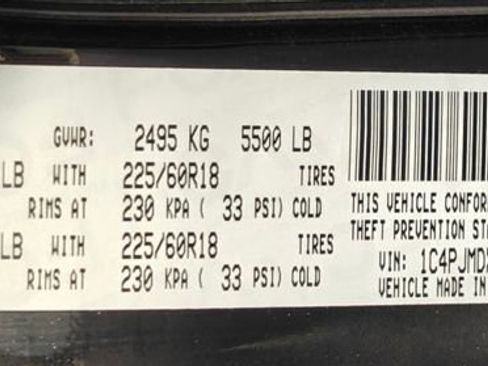 GVWR: 2495 KG 5500 LB
LB WITH 225/60R18 TIRES
RIMS AT 230 KPA ( 33 PSI) COLD
LB WITH 225/60R18 TIRES
RIMS AT 230 KPA ( 33 PSI) COLD
THIS VEHICLE CONFOR
THEFT PREVENTION STA
VIN: 1C4PJMD
VEHICLE MADE IN